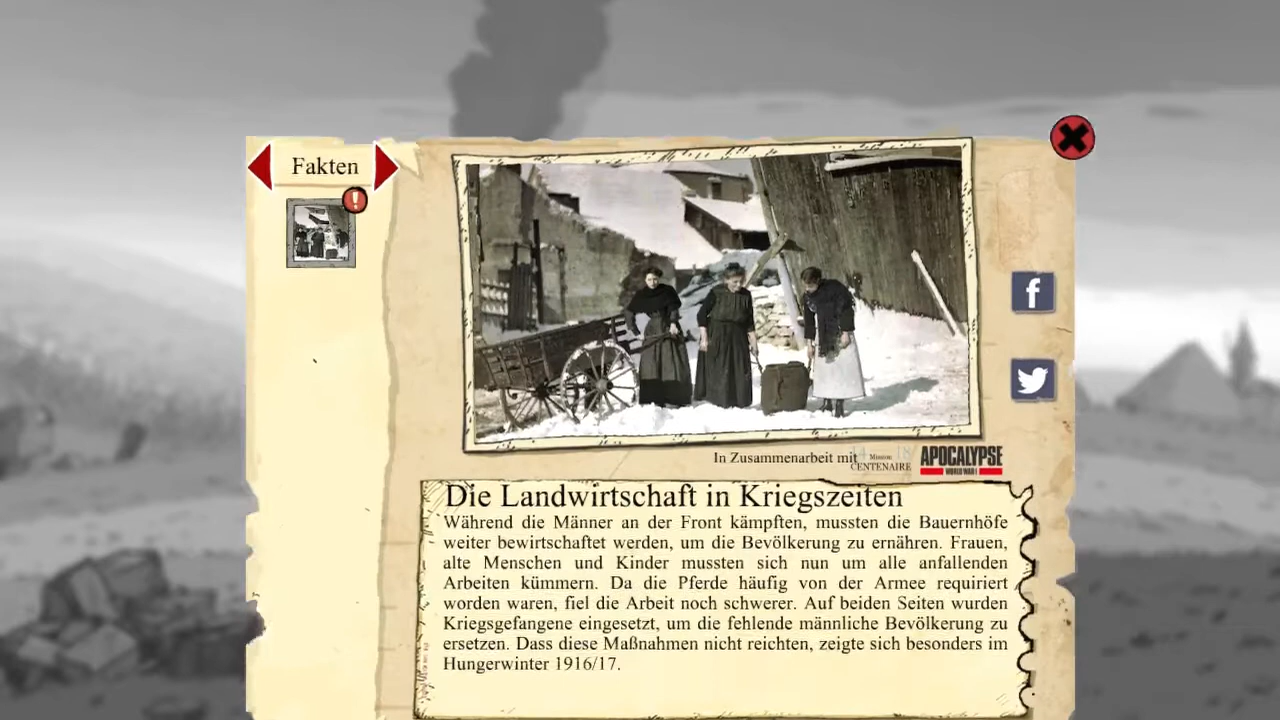 Fakten
!
In Zusammenarbeit mit
Mission
CENTENAIRE
APOCALYPSE
WORLD WAR I
Die Landwirtschaft in Kriegszeiten
Während die Männer an der Front kämpften, mussten die Bauernhöfe
weiter bewirtschaftet werden, um die Bevölkerung zu ernähren. Frauen,
alte Menschen und Kinder mussten sich nun um alle anfallenden
Arbeiten kümmern. Da die Pferde häufig von der Armee requiriert
worden waren, fiel die Arbeit noch schwerer. Auf beiden Seiten wurden
Kriegsgefangene eingesetzt, um die fehlende männliche Bevölkerung zu
ersetzen. Dass diese Maßnahmen nicht reichten, zeigte sich besonders im
Hungerwinter 1916/17.